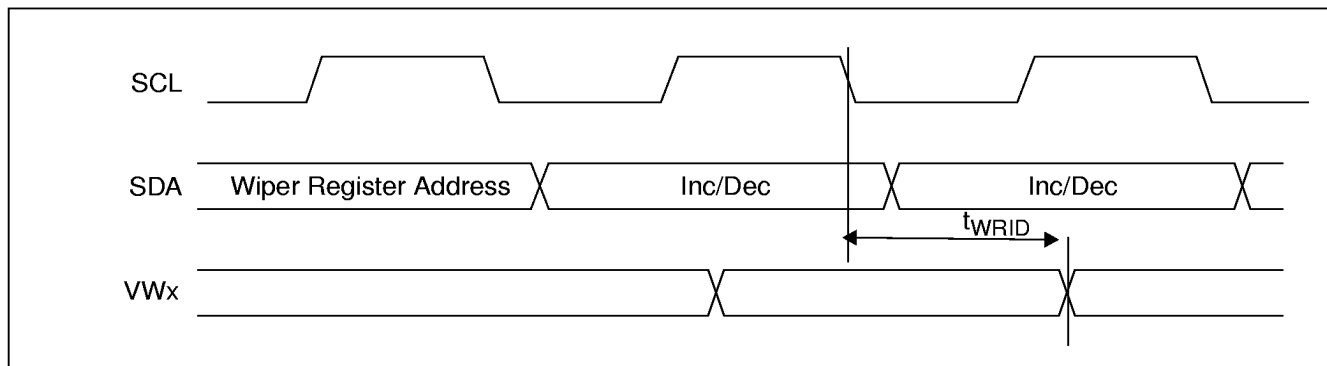 SCL
SDA Wiper Register Address Inc/Dec Inc/Dec
tWRID
VWx